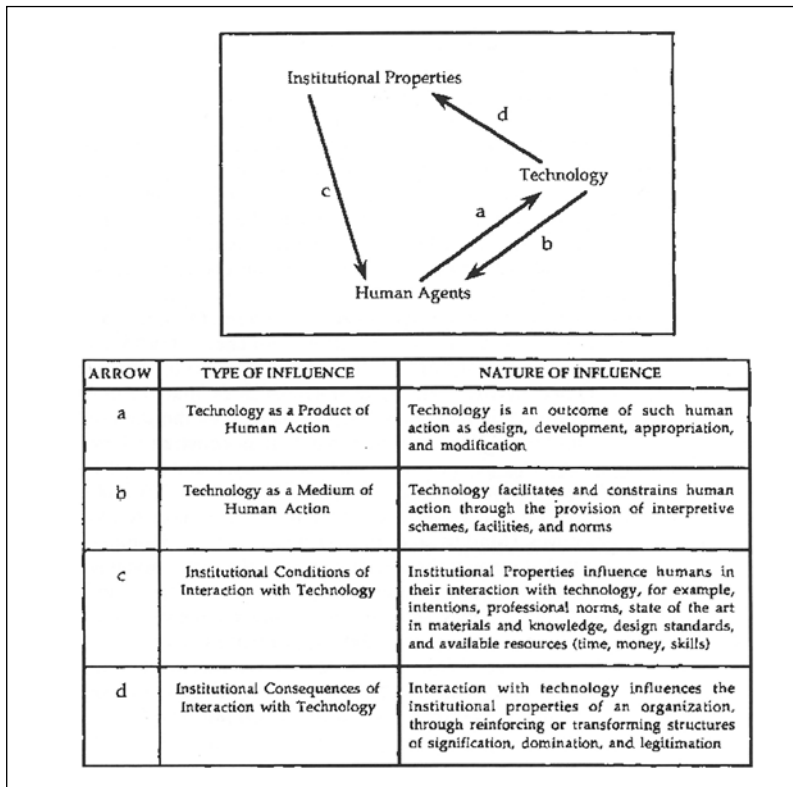 Institutional Properties
d
Technology
c
a
b
Human Agents
ARROW TYPE OF INFLUENCE NATURE OF INFLUENCE
a
Technology as a Product of
Human Action
Technology is an outcome of such human
action as design, development, appropriation,
and modification
b
Technology as a Medium of
Human Action
Technology facilitates and constrains human
action through the provision of interpretive
schemes, facilities, and norms
c
Institutional Conditions of
Interaction with Technology
Institutional Properties influence humans in
their interaction with technology, for example,
intentions, professional norms, state of the art
in materials and knowledge, design standards,
and available resources (time, money, skills)
d
Institutional Consequences of
Interaction with Technology
Interaction with technology influences the
institutional properties of an organization,
through reinforcing or transforming structures
of signification, domination, and legitimation